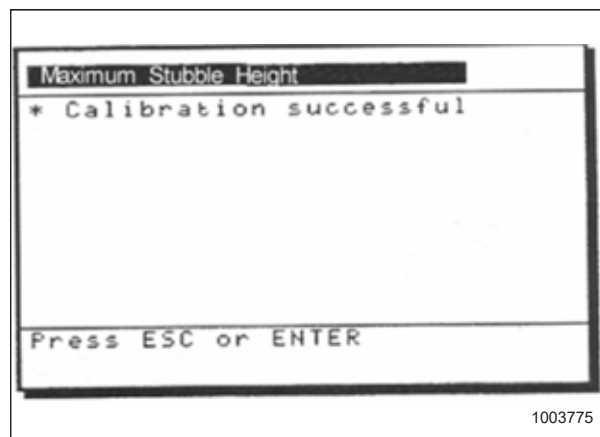 Maximum Stubble Height
* Calibration successful
Press ESC or ENTER
1003775